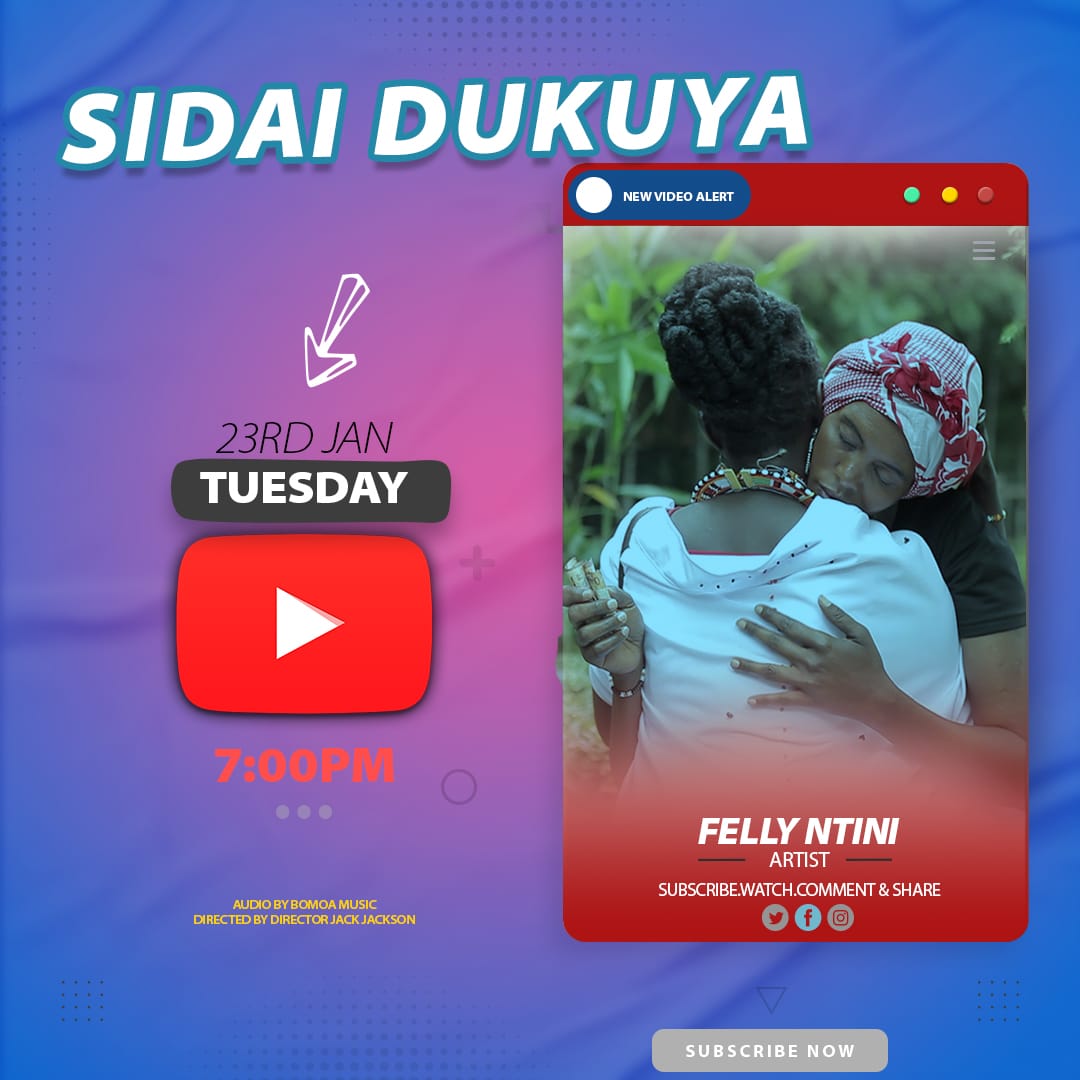 SIDAI DUKUYA
NEW VIDEO ALERT
23RD JAN
TUESDAY
7:00PM
AUDIO BY BOMOA MUSIC
DIRECTED BY DIRECTOR JACK JACKSON
FELLY NTINI
ARTIST
SUBSCRIBE.WATCH.COMMENT & SHARE
SUBSCRIBE NOW